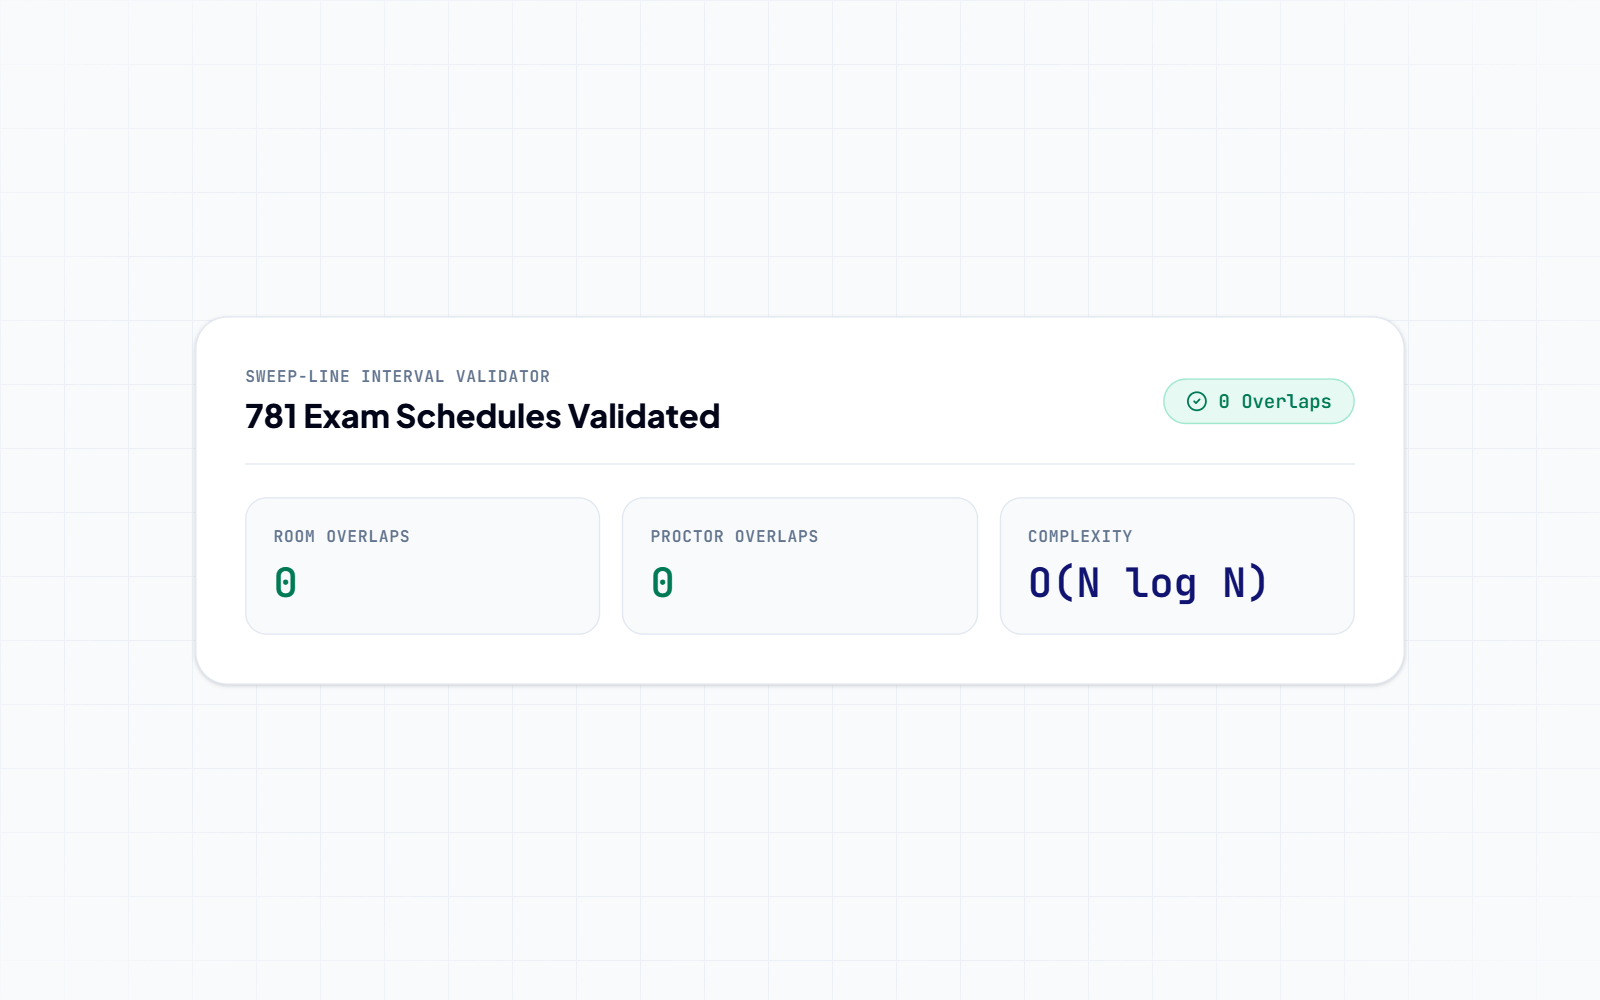 SWEEP-LINE INTERVAL VALIDATOR
781 Exam Schedules Validated
0 Overlaps
ROOM OVERLAPS
0
PROCTOR OVERLAPS
0
COMPLEXITY
O(N log N)